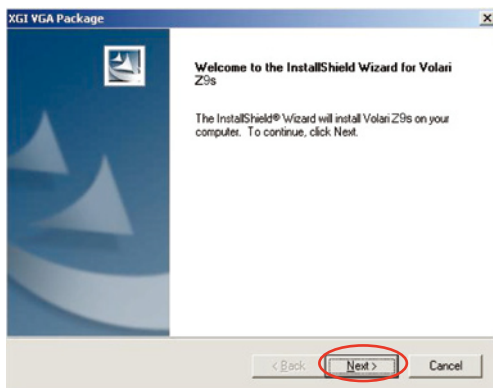 XGI VGA Package
Welcome to the InstallShield Wizard for Volari
Z9s
The InstallShield® Wizard will install Volari Z9s on your
computer. To continue, click Next.
< Back
Next >
Cancel